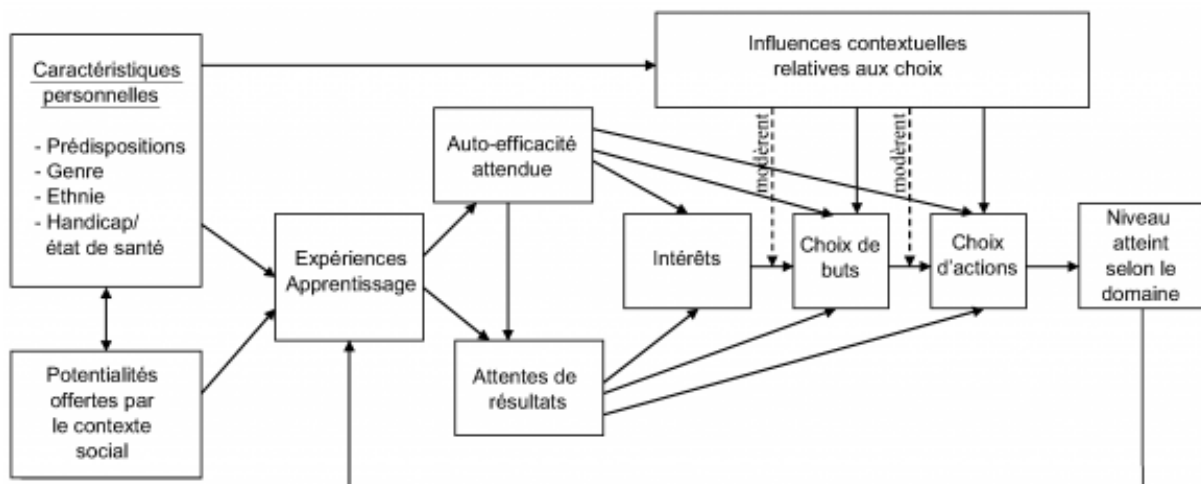 Caractéristiques
personnelles
- Prédispositions
- Genre
- Ethnie
- Handicap/
état de santé
Potentialités
offertes par
le contexte
social
Expériences
Apprentissage
Auto-efficacité
attendue
Attentes de
résultats
Influences contextuelles
relatives aux choix
modèrent
modèrent
Intérêts
Choix de
buts
Choix
d'actions
Niveau
atteint
selon le
domaine